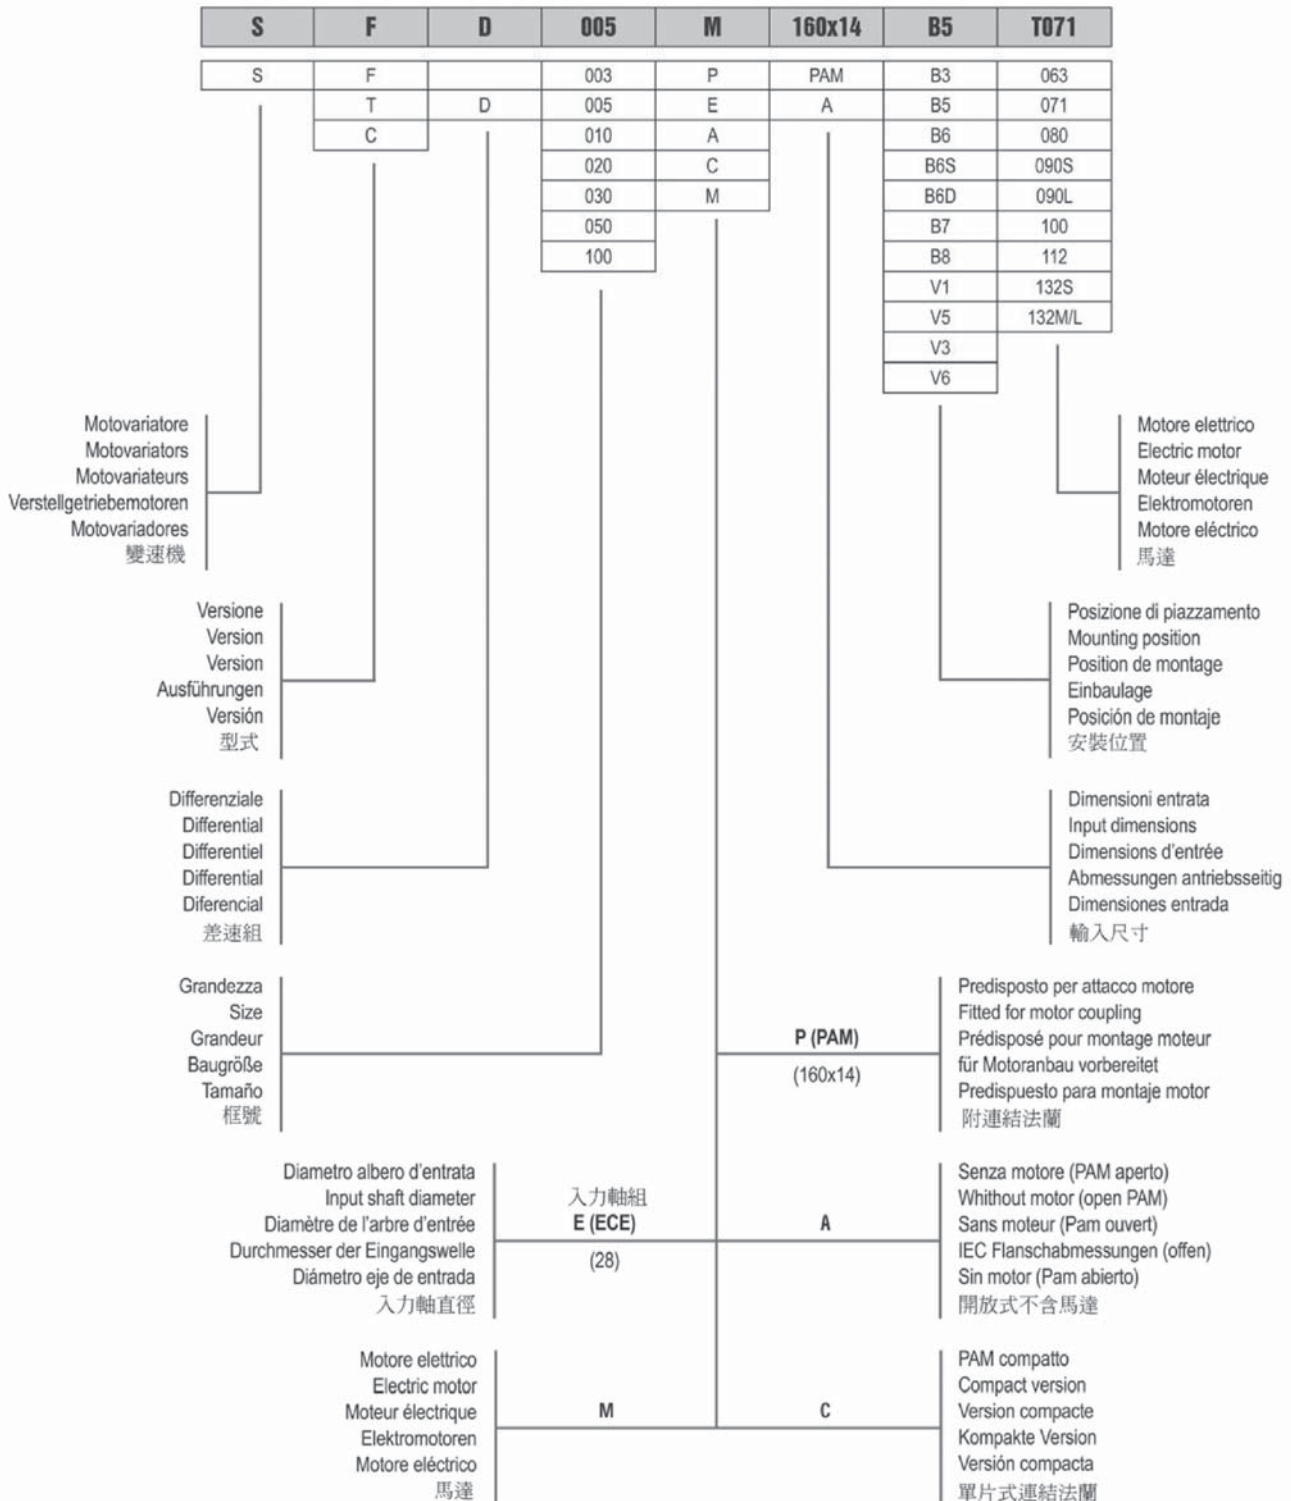 S F D 005 M 160x14 B5 T071
S F 003 P PAM B3 063
T D 005 E A B5 071
C 010 A B6 080
020 C B6S 090S
030 M B6D 090L
050 B7 100
100 B8 112
V1 132S
V5 132M/L
V3
V6
Motovariatore
Motovariators
Motovariateurs
Verstellgetriebemotoren
Motovariadores
變速機
Motore elettrico
Electric motor
Moteur électrique
Elektromotoren
Motore eléctrico
馬達
Versione
Version
Version
Ausführungen
Versión
型式
Posizione di piazzamento
Mounting position
Position de montage
Einbaulage
Posición de montaje
安裝位置
Differenziale
Differential
Differentiel
Differential
Diferencial
差速組
Dimensioni entrata
Input dimensions
Dimensions d'entrée
Abmessungen antriebsseitig
Dimensiones entrada
輸入尺寸
Grandezza
Size
Grandeur
Baugröße
Tamaño
框號
P (PAM)
(160x14)
Predisposto per attacco motore
Fitted for motor coupling
Prédisposé pour montage moteur
für Motoranbau vorbereitet
Predispuesto para montaje motor
附連結法蘭
Diametro albero d'entrata
Input shaft diameter
Diamètre de l'arbre d'entrée
Durchmesser der Eingangswelle
Diámetro eje de entrada
入力軸直徑
入力軸組
E (ECE)
(28)
A
Senza motore (PAM aperto)
Whithout motor (open PAM)
Sans moteur (Pam ouvert)
IEC Flanschabmessungen (offen)
Sin motor (Pam abierto)
開放式不含馬達
Motore elettrico
Electric motor
Moteur électrique
Elektromotoren
Motore eléctrico
馬達
M
C
PAM compatto
Compact version
Version compacte
Kompakte Version
Versión compacta
單片式連結法蘭